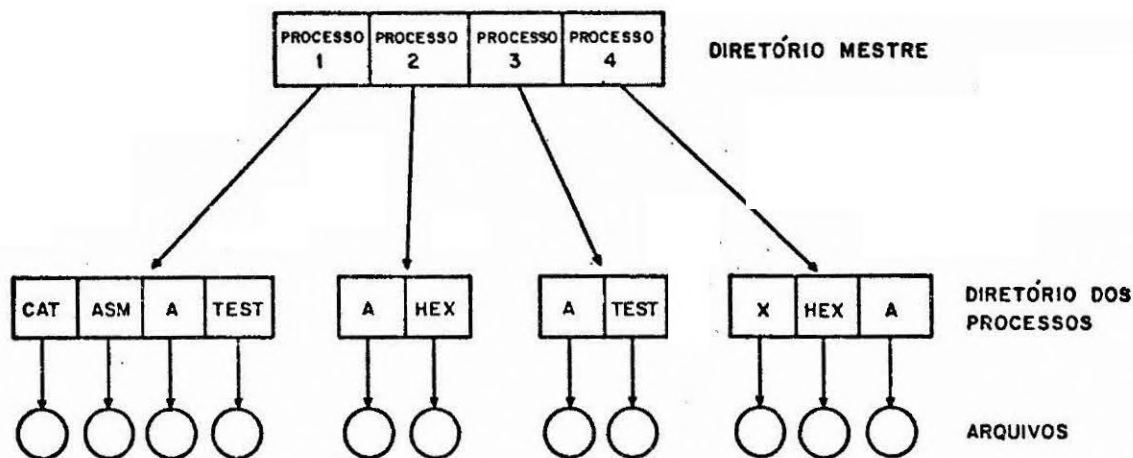 PROCESSO 1 PROCESSO 2 PROCESSO 3 PROCESSO 4
DIRETÓRIO MESTRE
CAT ASM A TEST
A HEX
A TEST
X HEX A
DIRETÓRIO DOS
PROCESSOS
ARQUIVOS